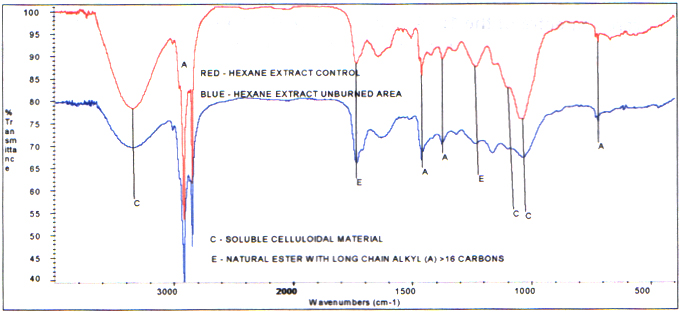 100
95
90
85
80
75
70
65
60
55
50
45
40
%
Tr
an
sm
itta
nc
e
A
RED - HEXANE EXTRACT CONTROL
BLUE - HEXANE EXTRACT UNBURNED AREA
C
E
A
A
E
C
C
A
C - SOLUBLE CELLULOIDAL MATERIAL
E - NATURAL ESTER WITH LONG CHAIN ALKYL (A) >16 CARBONS
3000
2000
1500
1000
500
Wavenumbers (cm-1)